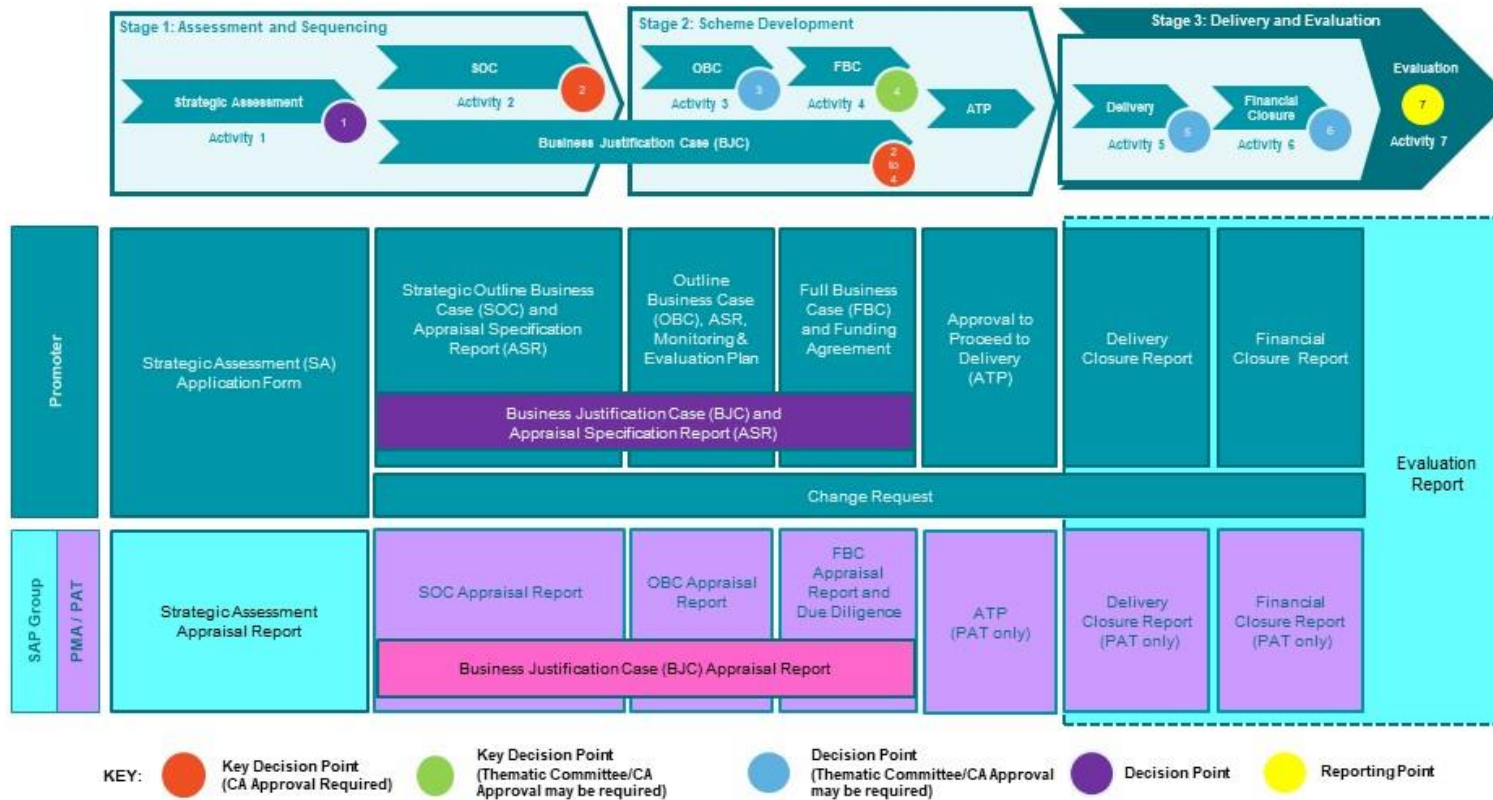 Stage 1: Assessment and Sequencing
Strategic Assessment
Activity 1
1
SOC
Activity 2
2
Business Justification Case (BJC)
2
to
4
Stage 2: Scheme Development
OBC
Activity 3
3
FBC
Activity 4
4
ATP
Stage 3: Delivery and Evaluation
Delivery
Activity 5
5
Financial
Closure
Activity 6
6
Evaluation
7
Activity 7
Promoter
Strategic Assessment (SA)
Application Form
Strategic Outline Business
Case (SOC) and
Appraisal Specification
Report (ASR)
Outline
Business Case
(OBC), ASR,
Monitoring &
Evaluation Plan
Full Business
Case (FBC)
and Funding
Agreement
Business Justification Case (BJC) and
Appraisal Specification Report (ASR)
Approval to
Proceed to
Delivery
(ATP)
Delivery
Closure Report
Financial
Closure Report
Change Request
Evaluation
Report
SAP Group
PMA / PAT
Strategic Assessment
Appraisal Report
SOC Appraisal Report
OBC Appraisal
Report
FBC
Appraisal
Report and
Due Diligence
Business Justification Case (BJC) Appraisal Report
ATP
(PAT only)
Delivery
Closure Report
(PAT only)
Financial
Closure Report
(PAT only)
KEY:
Key Decision Point
(CA Approval Required)
Key Decision Point
(Thematic Committee/CA
Approval may be required)
Decision Point
(Thematic Committee/CA Approval
may be required)
Decision Point
Reporting Point